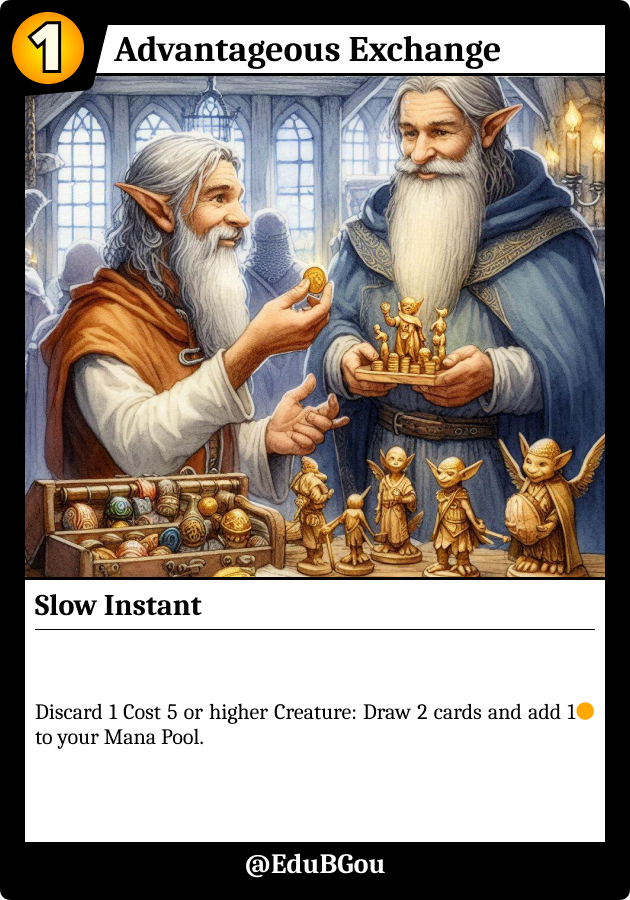 1
Advantageous Exchange
Slow Instant
Discard 1 Cost 5 or higher Creature: Draw 2 cards and add 1
to your Mana Pool.
@EduBGou